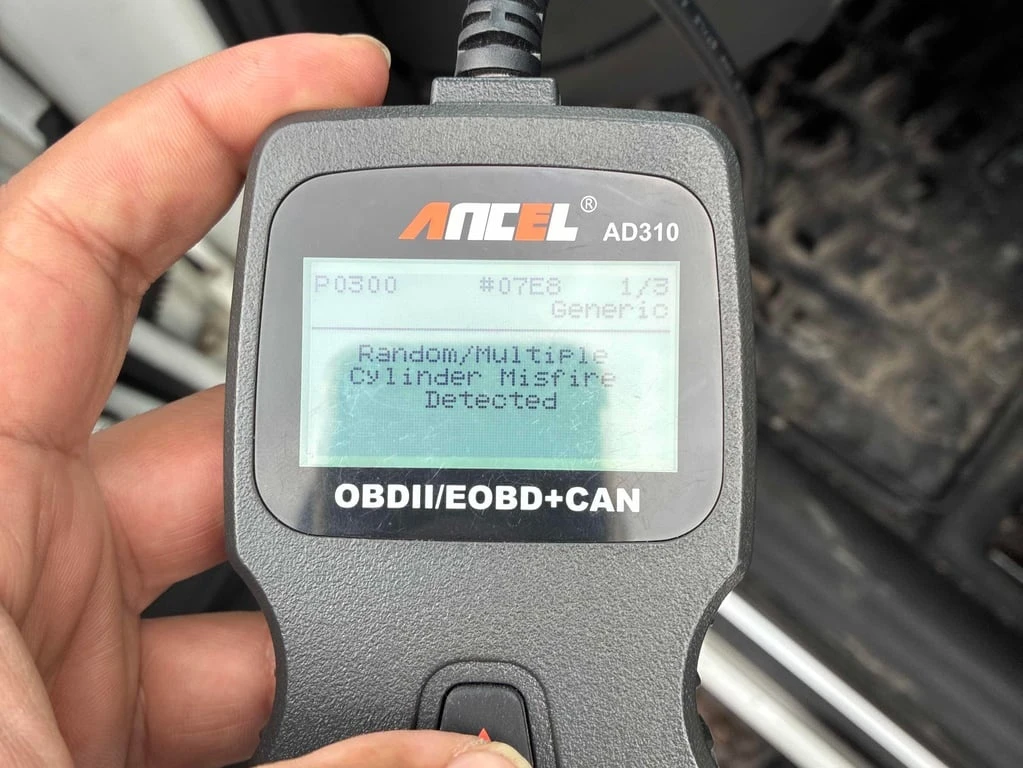 ANCEL®
AD310
P0300 #07E8 1/3
Generic
Random/Multiple
Cylinder Misfire
Detected
OBDII/EOBD+CAN